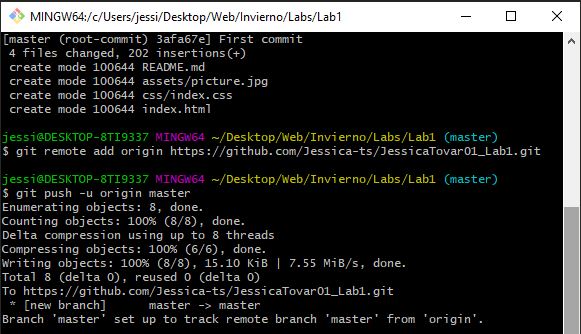 MINGW64:/c/Users/jessi/Desktop/Web/Invierno/Labs/Lab1
[master (root-commit) 3afa67e] First commit
 4 files changed, 202 insertions(+)
 create mode 100644 README.md
 create mode 100644 assets/picture.jpg
 create mode 100644 css/index.css
 create mode 100644 index.html
jessi@DESKTOP-8TI9337 MINGW64 ~/Desktop/Web/Invierno/Labs/Lab1 (master)
$ git remote add origin https://github.com/Jessica-ts/JessicaTovar01_Lab1.git
jessi@DESKTOP-8TI9337 MINGW64 ~/Desktop/Web/Invierno/Labs/Lab1 (master)
$ git push -u origin master
Enumerating objects: 8, done.
Counting objects: 100% (8/8), done.
Delta compression using up to 8 threads
Compressing objects: 100% (6/6), done.
Writing objects: 100% (8/8), 15.10 KiB | 7.55 MiB/s, done.
Total 8 (delta 0), reused 0 (delta 0)
To https://github.com/Jessica-ts/JessicaTovar01_Lab1.git
 * [new branch]      master -> master
Branch 'master' set up to track remote branch 'master' from 'origin'.